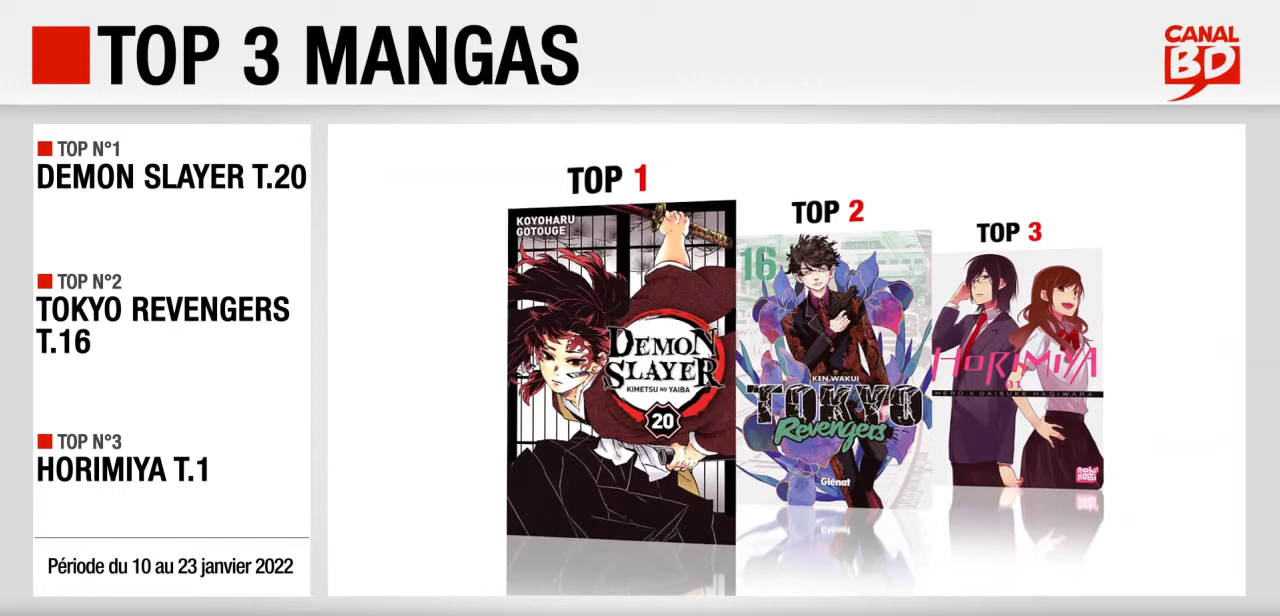 TOP 3 MANGAS
CANAL
BD
TOP N°1
DEMON SLAYER T.20
TOP N°2
TOKYO REVENGERS
T.16
TOP N°3
HORIMIYA T.1
Période du 10 au 23 janvier 2022
TOP 1
KOYOHARU
GOTOUGE
DEMON
SLAYER
KIMETSU NO YAIBA
20
TOP 2
16
KEN WAKUI
TOKYO
Revengers
Glénat
TOP 3
HORIMIYA
01
HERO X DAISUKE HAGIWARA
nobi
nobi